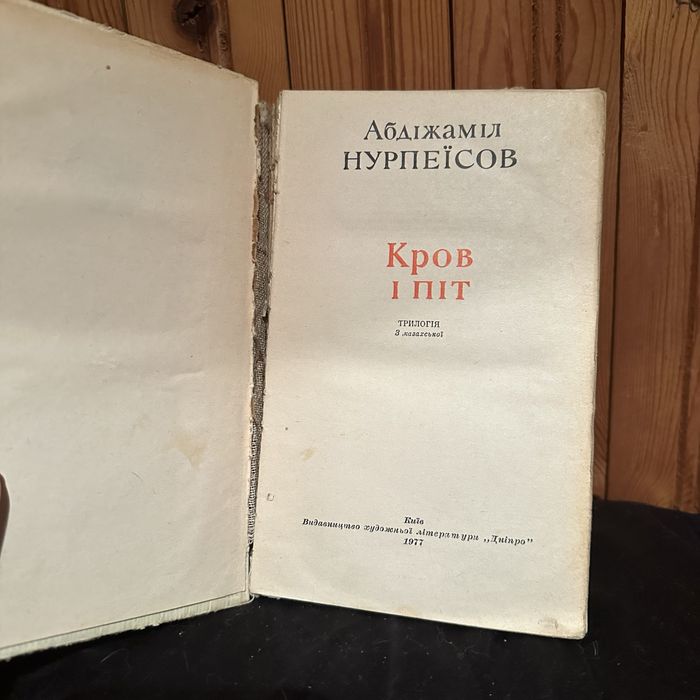 Абдіжаміл
НУРПЕЇСОВ
Кров
і піт
ТРИЛОГІЯ
З казахської
Київ
Видавництво художньої літератури „Дніпро”
1977